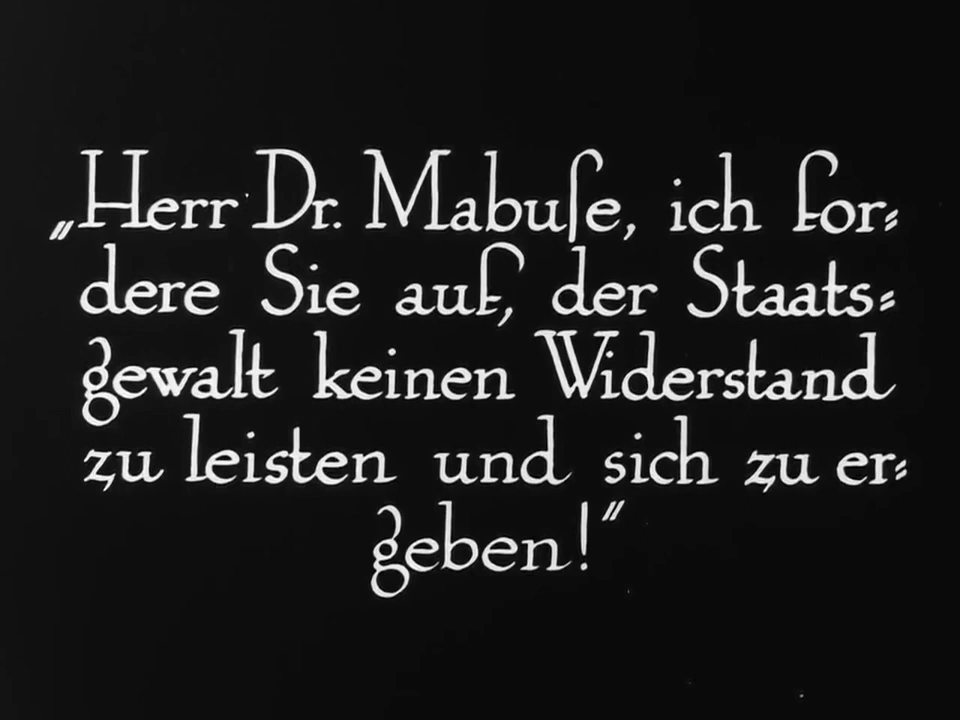 „Herr Dr. Mabuſe, ich for⸗
dere Sie auf, der Staats⸗
gewalt keinen Widerstand
zu leisten und sich zu er⸗
geben!"